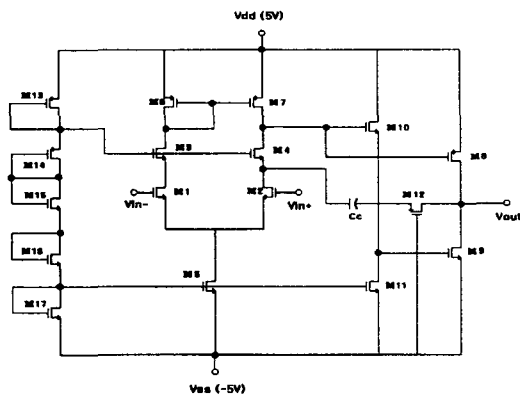 Vdd (5V)
M13
M6
M7
M10
M14
M3
M4
M8
M15
M1
M2
M12
Vin-
Vin+
Cc
Vout
M16
M5
M9
M11
M17
Vss (-5V)